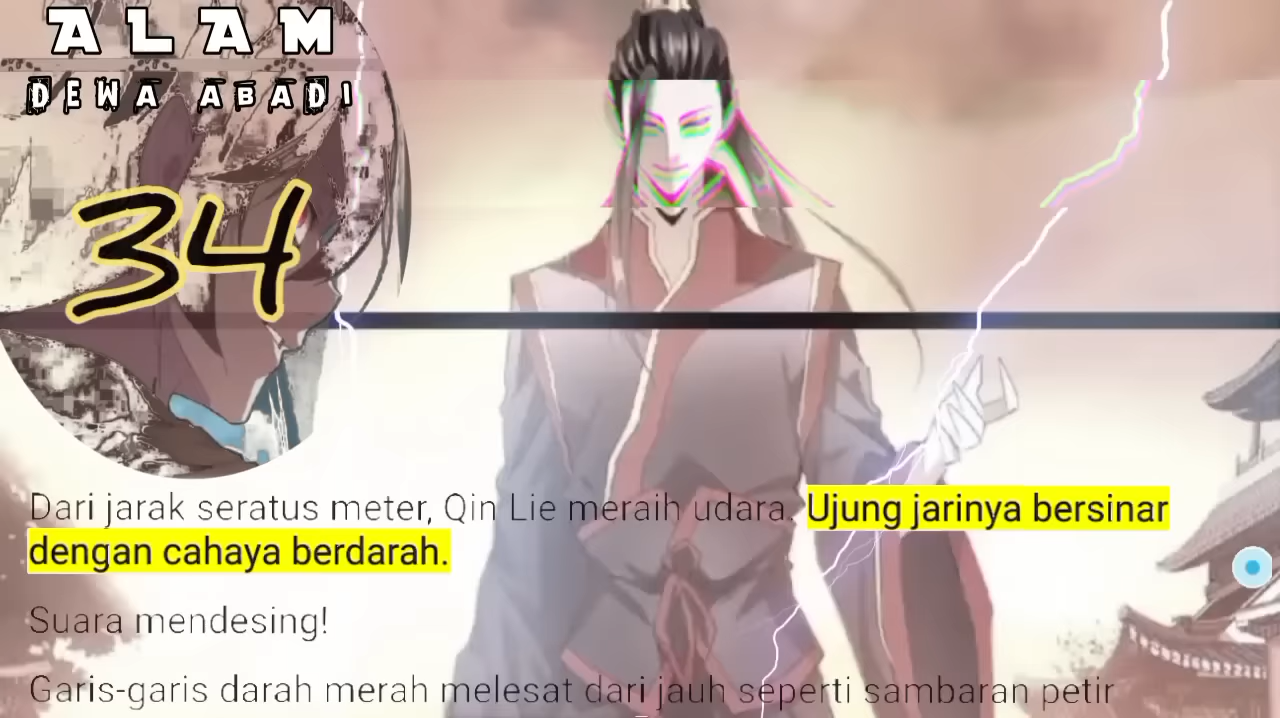 ALAM
DEWA ABADI
34
Dari jarak seratus meter, Qin Lie meraih udara. Ujung jarinya bersinar
dengan cahaya berdarah.
Suara mendesing!
Garis-garis darah merah melesat dari jauh seperti sambaran petir